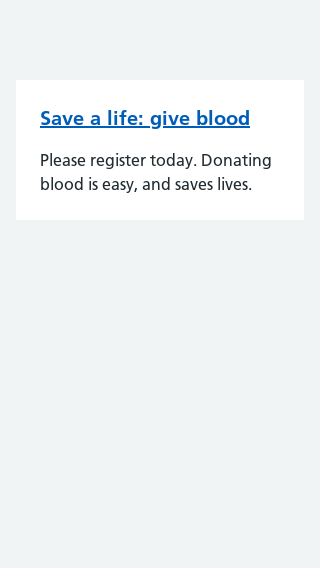 Save a life: give blood
Please register today. Donating
blood is easy, and saves lives.